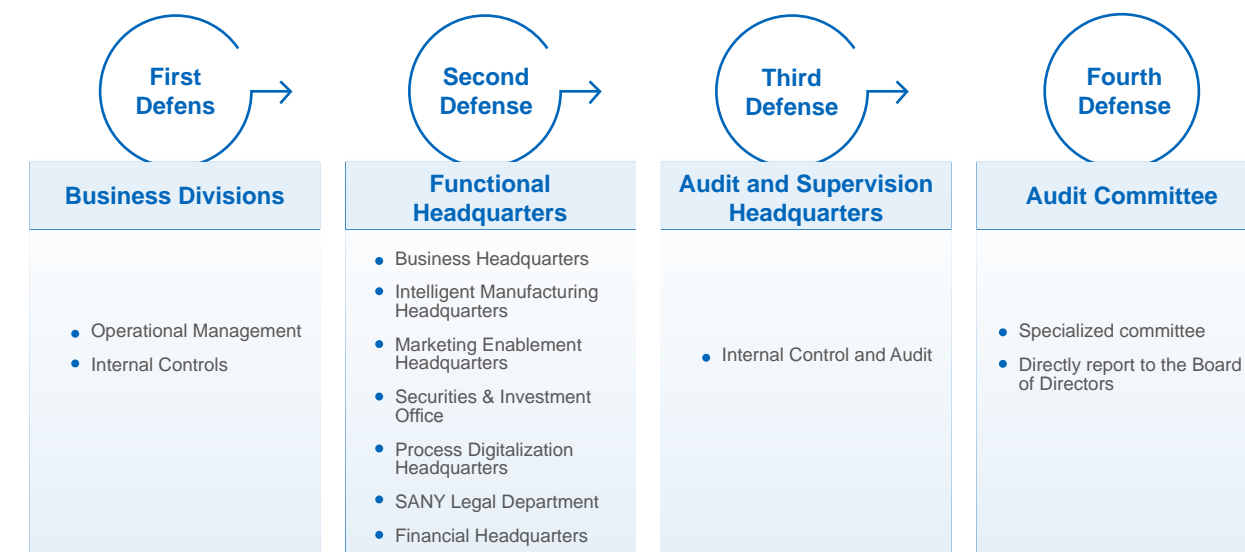 First
Defens
Business Divisions
Operational Management
Internal Controls
Second
Defense
Functional
Headquarters
Business Headquarters
Intelligent Manufacturing
Headquarters
Marketing Enablement
Headquarters
Securities & Investment
Office
Process Digitalization
Headquarters
SANY Legal Department
Financial Headquarters
Third
Defense
Audit and Supervision
Headquarters
Internal Control and Audit
Fourth
Defense
Audit Committee
Specialized committee
Directly report to the Board
of Directors